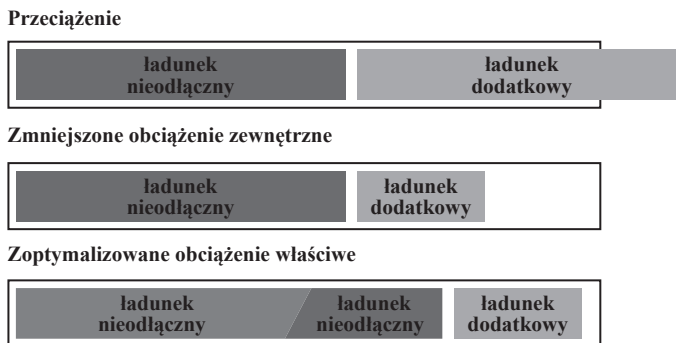 Przeciążenie
ładunek ładunek
nieodłączny dodatkowy
Zmniejszone obciążenie zewnętrzne
ładunek ładunek
nieodłączny dodatkowy
Zoptymalizowane obciążenie właściwe
ładunek ładunek ładunek
nieodłączny nieodłączny dodatkowy